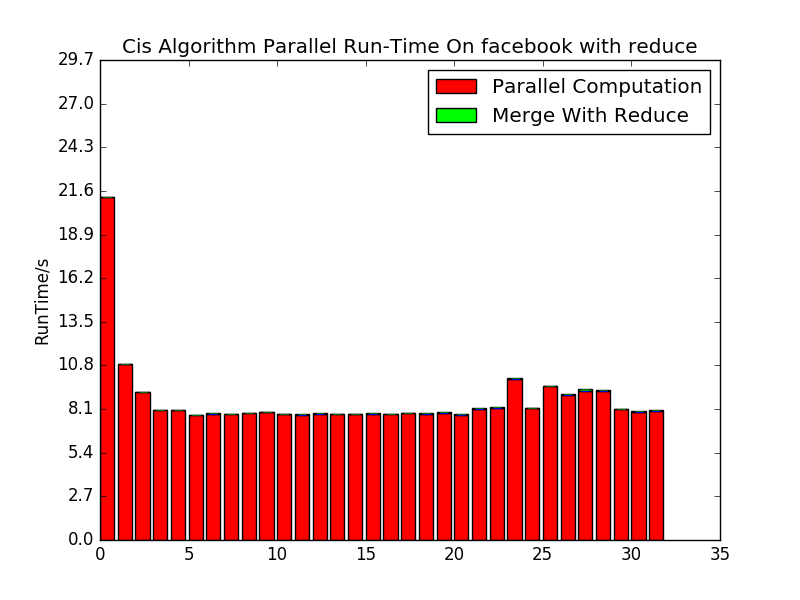 Cis Algorithm Parallel Run-Time On facebook with reduce
29.7
27.0
24.3
21.6
18.9
16.2
13.5
10.8
8.1
5.4
2.7
0.0
RunTime/s
Parallel Computation
Merge With Reduce
0 5 10 15 20 25 30 35